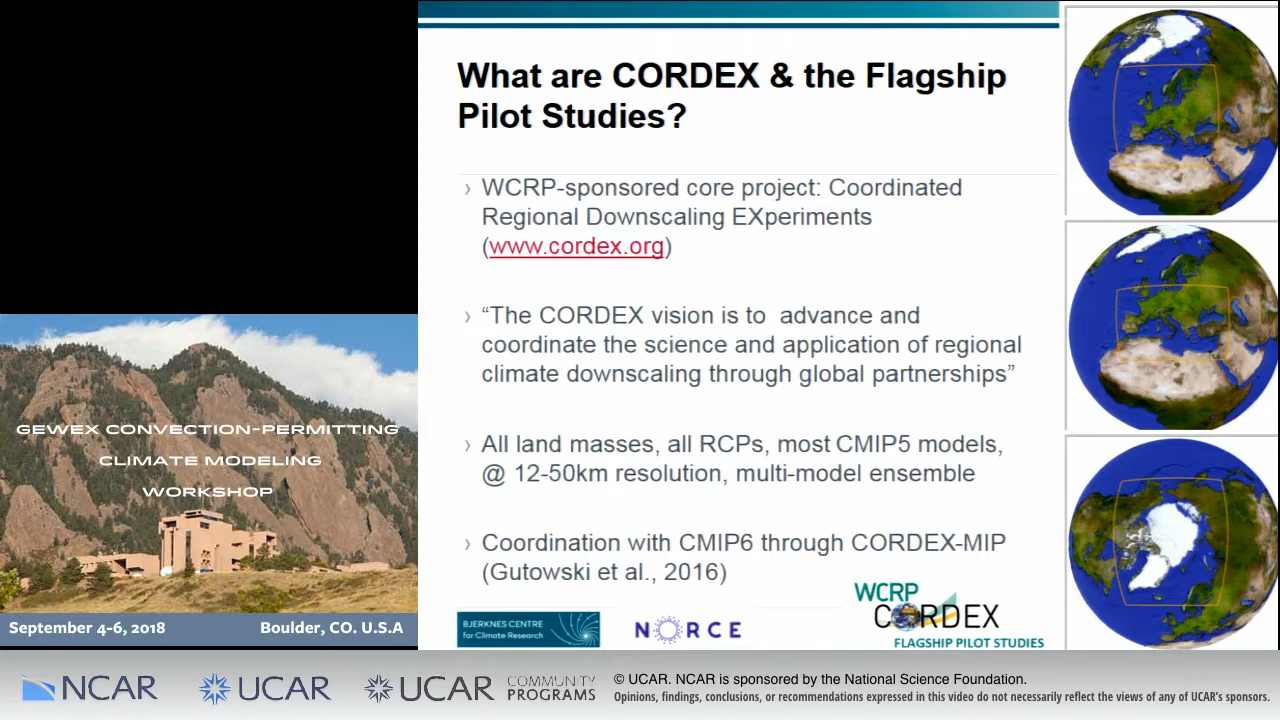 What are CORDEX & the Flagship
Pilot Studies?
› WCRP-sponsored core project: Coordinated
Regional Downscaling EXperiments
(www.cordex.org)
› “The CORDEX vision is to advance and
coordinate the science and application of regional
climate downscaling through global partnerships”
› All land masses, all RCPs, most CMIP5 models,
@ 12-50km resolution, multi-model ensemble
› Coordination with CMIP6 through CORDEX-MIP
(Gutowski et al., 2016)
BJERKNES CENTRE
for Climate Research
NORCE
WCRP
CORDEX
FLAGSHIP PILOT STUDIES
GEWEX CONVECTION-PERMITTING
CLIMATE MODELING
WORKSHOP
September 4-6, 2018
Boulder, CO. U.S.A
NCAR
UCAR
UCAR
COMMUNITY
PROGRAMS
© UCAR. NCAR is sponsored by the National Science Foundation.
Opinions, findings, conclusions, or recommendations expressed in this video do not necessarily reflect the views of any of UCAR's sponsors.